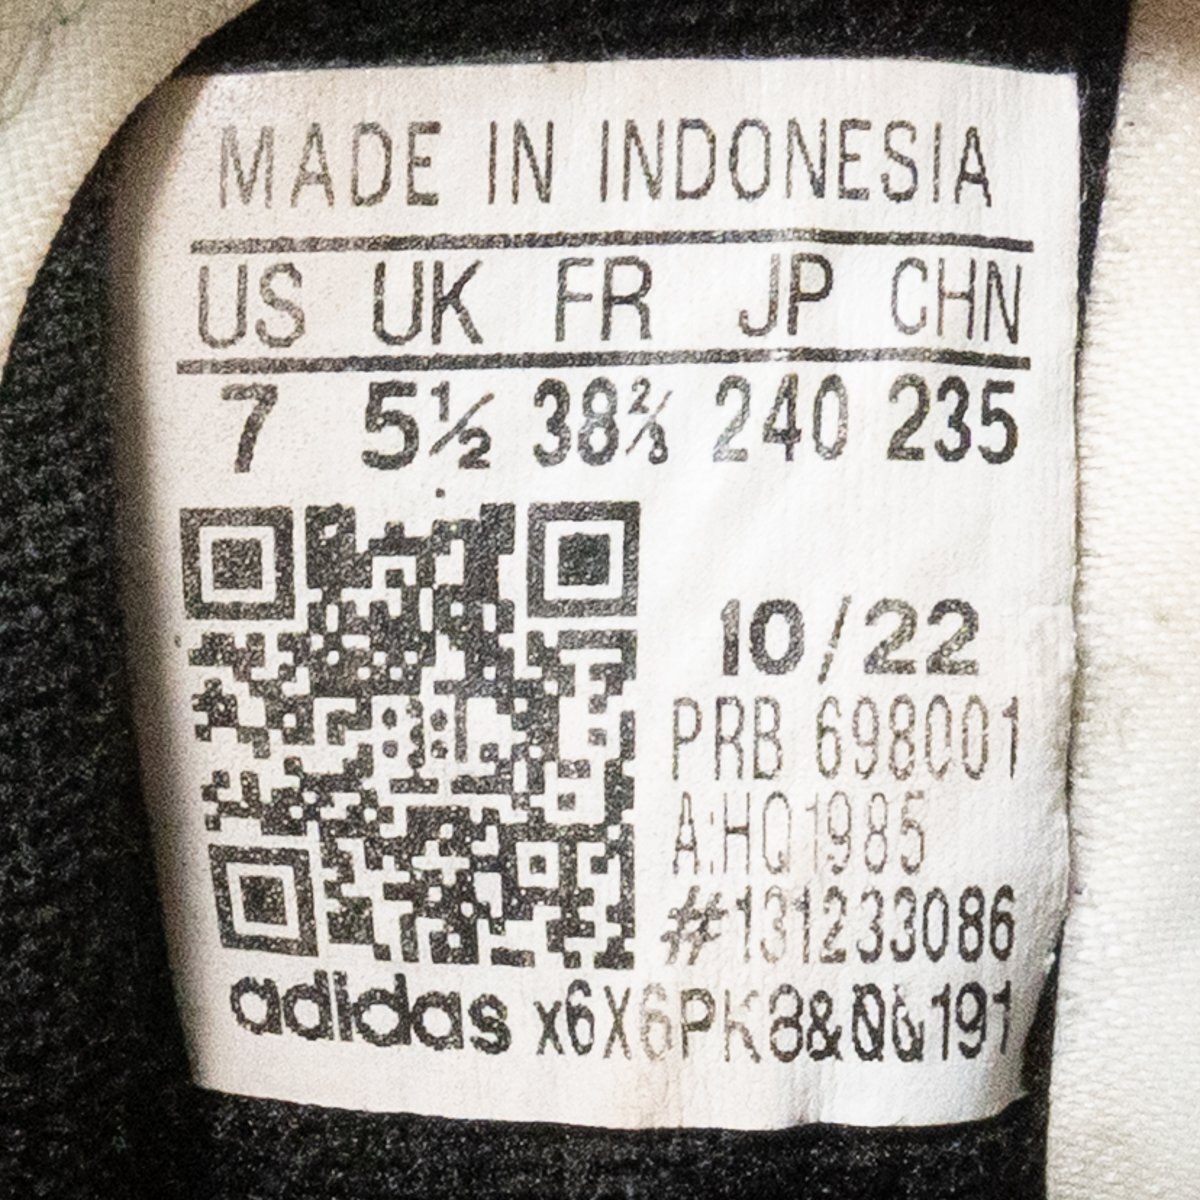 MADE IN INDONESIA
US UK FR JP CHN
7 5½ 38⅔ 240 235
10/22
PRB 698001
A:HQ1985
#131233086
adidas